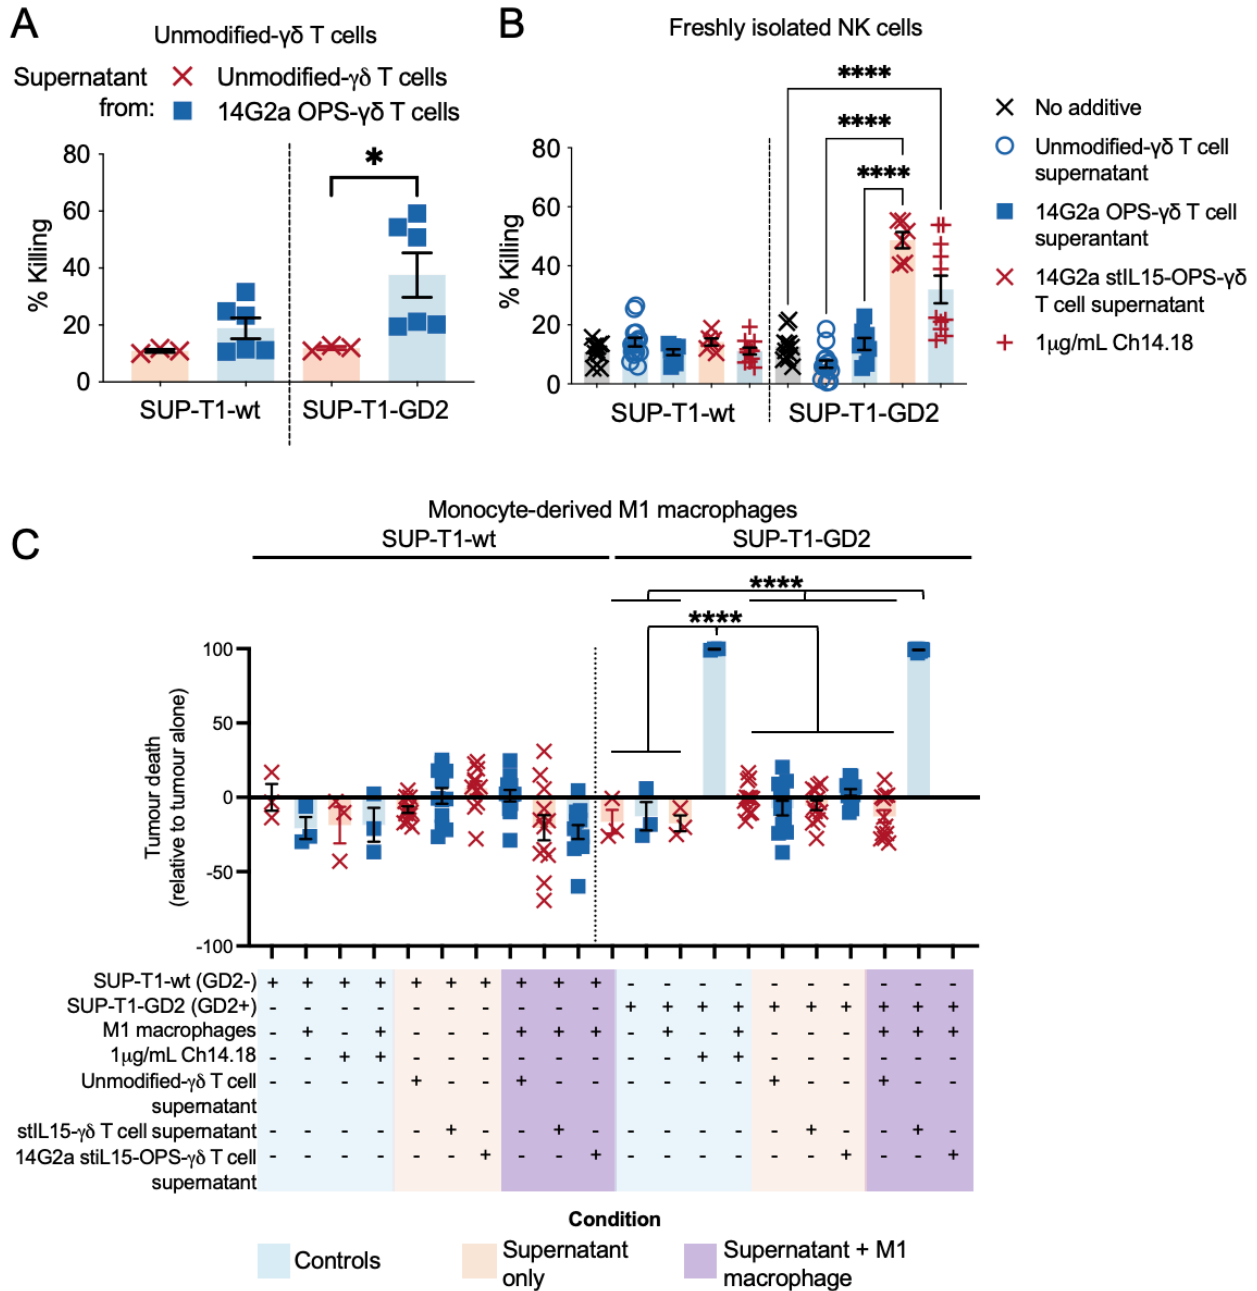 A
Unmodified-γδ T cells
Supernatant from:
Unmodified-γδ T cells
14G2a OPS-γδ T cells
*
% Killing
80
60
40
20
0
SUP-T1-wt
SUP-T1-GD2
B
Freshly isolated NK cells
****
****
****
% Killing
80
60
40
20
0
SUP-T1-wt
SUP-T1-GD2
No additive
Unmodified-γδ T cell
supernatant
14G2a OPS-γδ T cell
superantant
14G2a stIL15-OPS-γδ
T cell supernatant
1μg/mL Ch14.18
C
Monocyte-derived M1 macrophages
SUP-T1-wt
SUP-T1-GD2
****
****
Tumour death
(relative to tumour alone)
100
50
0
-50
-100
SUP-T1-wt (GD2-) + + + + + + + + + + - - - - - - - - - -
SUP-T1-GD2 (GD2+) - - - - - - - - - - + + + + + + + + + +
M1 macrophages - + - + - - - + + + - + - + - - - + + +
1μg/mL Ch14.18 - - + + - - - - - - - - + + - - - - - -
Unmodified-γδ T cell - - - - + - - + - - - - - - + - - + - -
supernatant
stIL15-γδ T cell supernatant - - - - - + - - + - - - - - - + - - + -
14G2a stiL15-OPS-γδ T cell - - - - - - + - - + - - - - - - + - - +
supernatant
Condition
Controls
Supernatant
only
Supernatant + M1
macrophage